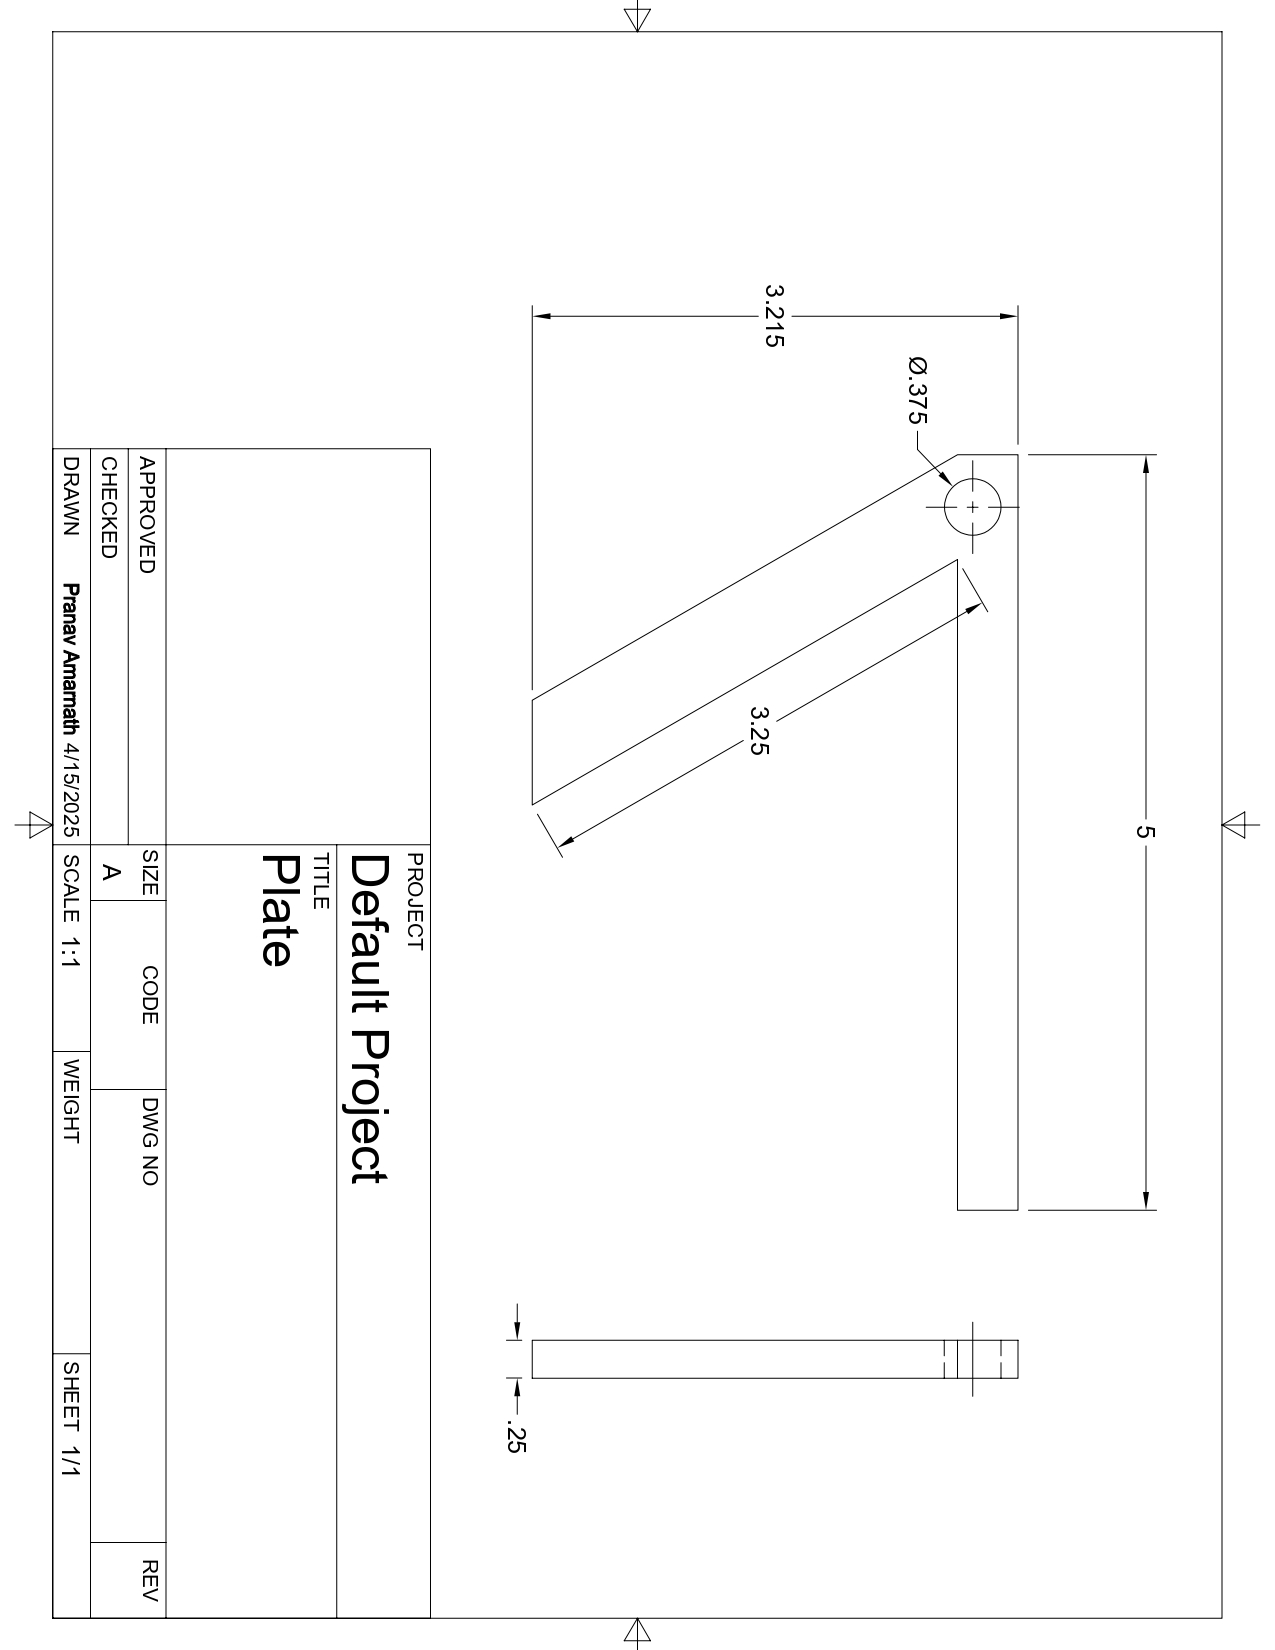 5
3.215
Ø.375
3.25
.25
PROJECT
Default Project
TITLE
Plate
APPROVED
SIZE
CODE
DWG NO
REV
CHECKED
A
DRAWN Pranav Amarnath 4/15/2025
SCALE 1:1
WEIGHT
SHEET 1/1